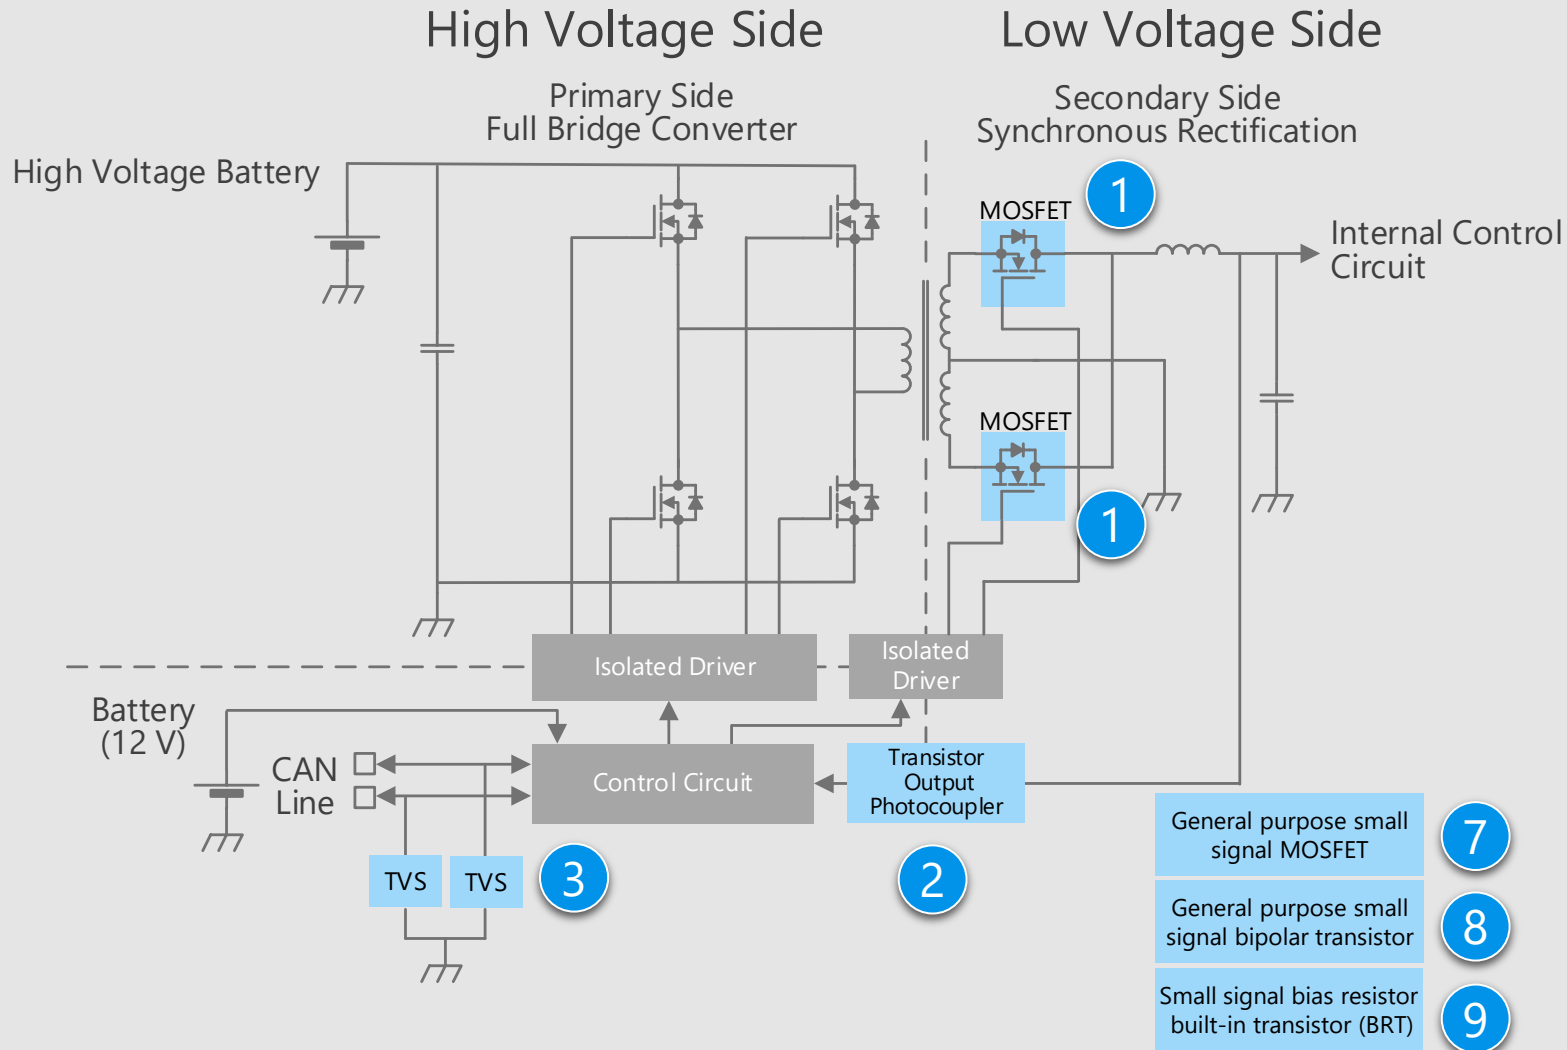 High Voltage Side
Low Voltage Side
Primary Side
Full Bridge Converter
Secondary Side
Synchronous Rectification
High Voltage Battery
MOSFET
1
Internal Control
Circuit
MOSFET
1
Isolated Driver
Isolated
Driver
Battery
(12 V)
CAN
Line
Control Circuit
Transistor
Output
Photocoupler
TVS
TVS
3
2
General purpose small
signal MOSFET
7
General purpose small
signal bipolar transistor
8
Small signal bias resistor
built-in transistor (BRT)
9